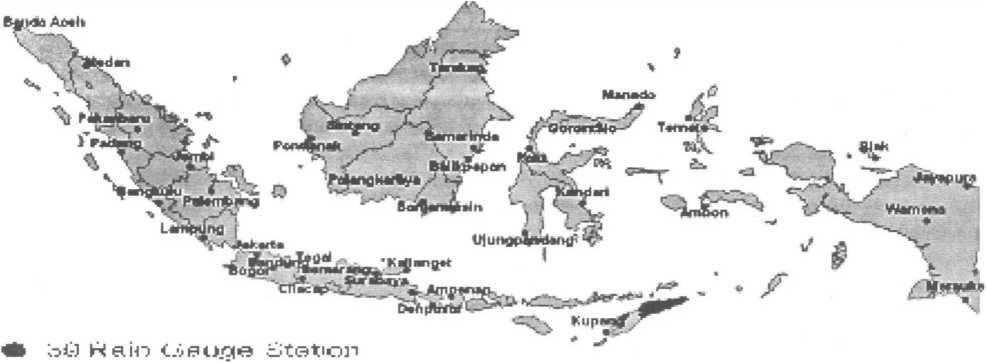 Banda Aceh
Medan
Tarakan
Manado
Pekanbaru
Sintang
Samarinda
Gorontalo
Ternate
Padang
Pontianak
Biak
Jambi
Balikpapan
Palu
Jayapura
Bengkulu
Palangkaraya
Kendari
Palembang
Banjarmasin
Ambon
Wamena
Lampung
Ujungpandang
Jakarta
Tegal
Bandung
Kalianget
Bogor
Semarang
Surabaya
Cilacap
Ampenan
Merauke
Denpasar
Kupang
50 Rain Gauge Station